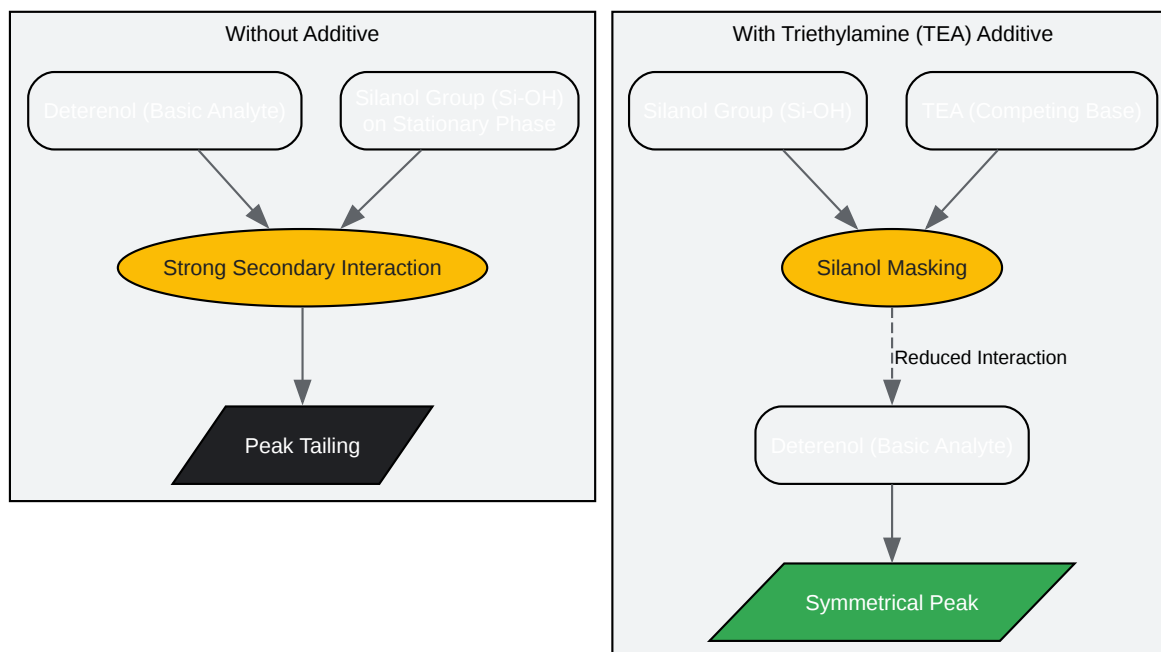 Without Additive
Deterenol (Basic Analyte)
Silanol Group (Si-OH)
on Stationary Phase
Strong Secondary Interaction
Peak Tailing
With Triethylamine (TEA) Additive
Silanol Group (Si-OH)
TEA (Competing Base)
Silanol Masking
Reduced Interaction
Deterenol (Basic Analyte)
Symmetrical Peak